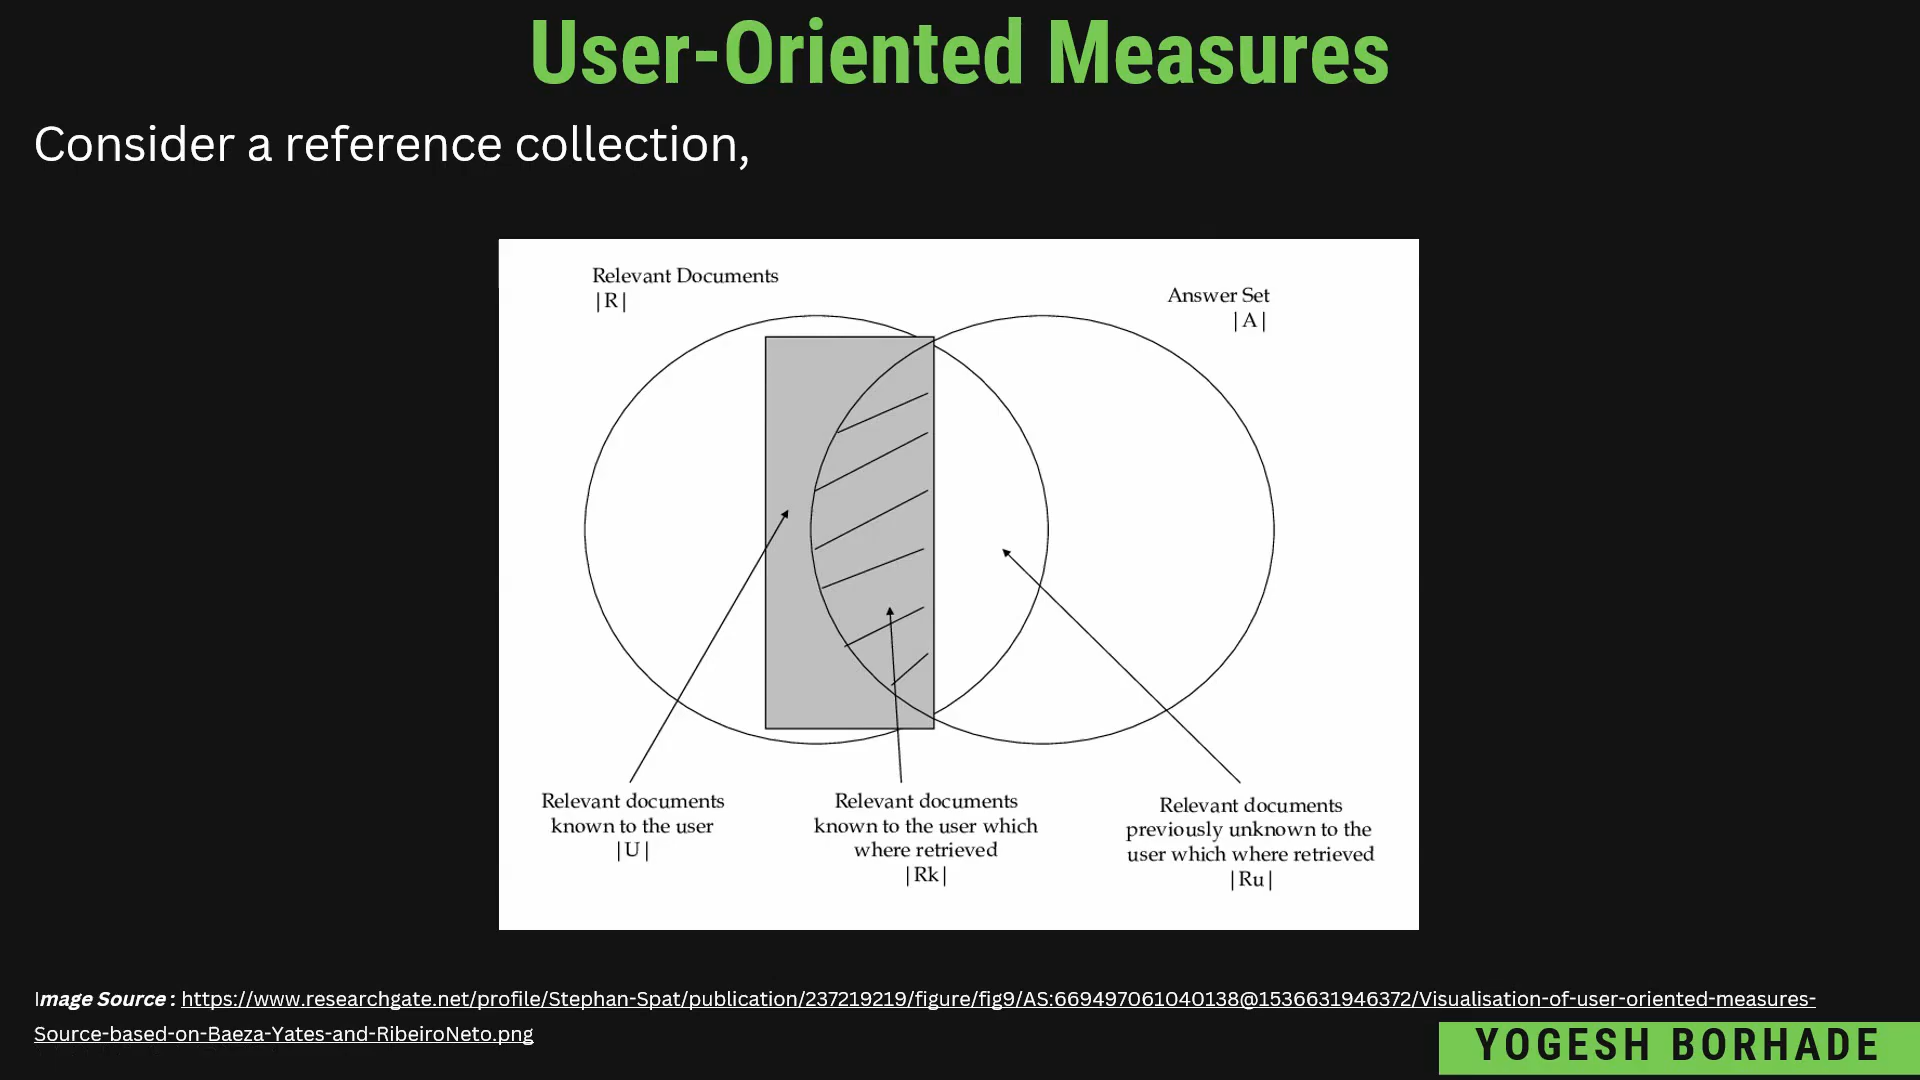 User-Oriented Measures
Consider a reference collection,
Relevant Documents
|R|
Answer Set
|A|
Relevant documents
known to the user
|U|
Relevant documents
known to the user which
where retrieved
|Rk|
Relevant documents
previously unknown to the
user which where retrieved
|Ru|
Image Source : https://www.researchgate.net/profile/Stephan-Spat/publication/237219219/figure/fig9/AS:669497061040138@1536631946372/Visualisation-of-user-oriented-measures-
Source-based-on-Baeza-Yates-and-RibeiroNeto.png
YOGESH BORHADE